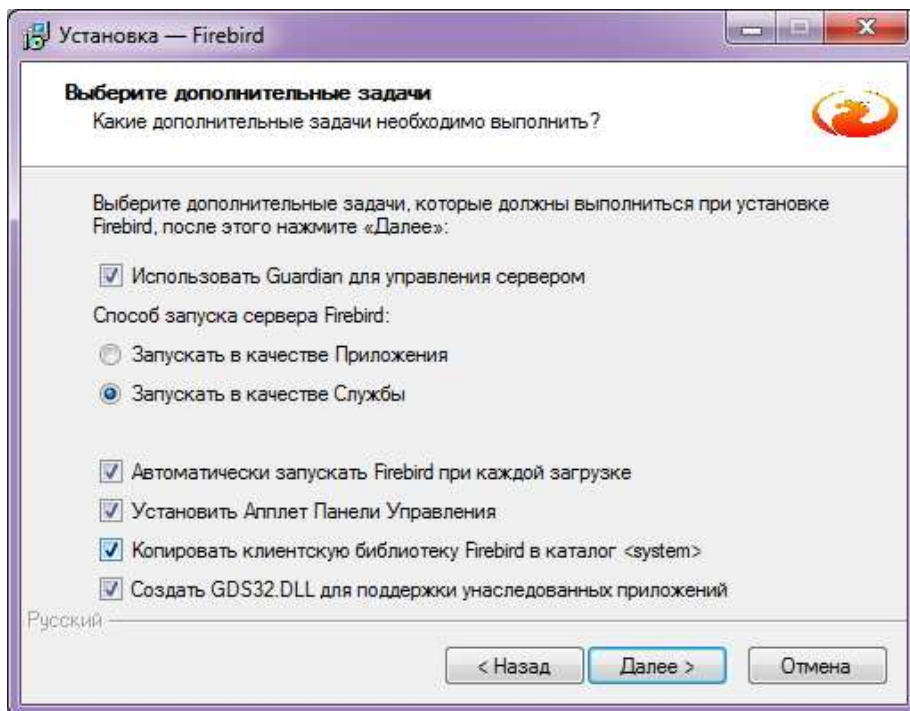 Установка — Firebird
Выберите дополнительные задачи
Какие дополнительные задачи необходимо выполнить?
Выберите дополнительные задачи, которые должны выполниться при установке
Firebird, после этого нажмите «Далее»:
Использовать Guardian для управления сервером
Способ запуска сервера Firebird:
Запускать в качестве Приложения
Запускать в качестве Службы
Автоматически запускать Firebird при каждой загрузке
Установить Апплет Панели Управления
Копировать клиентскую библиотеку Firebird в каталог <system>
Создать GDS32.DLL для поддержки унаследованных приложений
Русский
< Назад
Далее >
Отмена